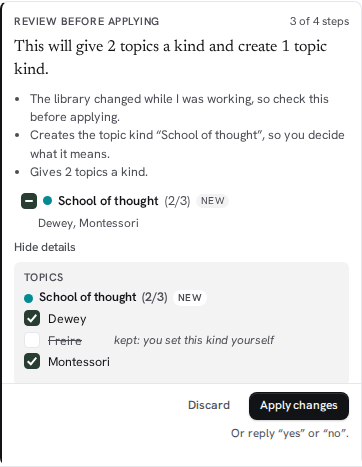 REVIEW BEFORE APPLYING 3 of 4 steps
This will give 2 topics a kind and create 1 topic
kind.
• The library changed while I was working, so check this
before applying.
• Creates the topic kind “School of thought”, so you decide
what it means.
• Gives 2 topics a kind.
School of thought (2/3) NEW
Dewey, Montessori
Hide details
TOPICS
School of thought (2/3) NEW
Dewey
Freire kept: you set this kind yourself
Montessori
Discard Apply changes
Or reply “yes” or “no”.